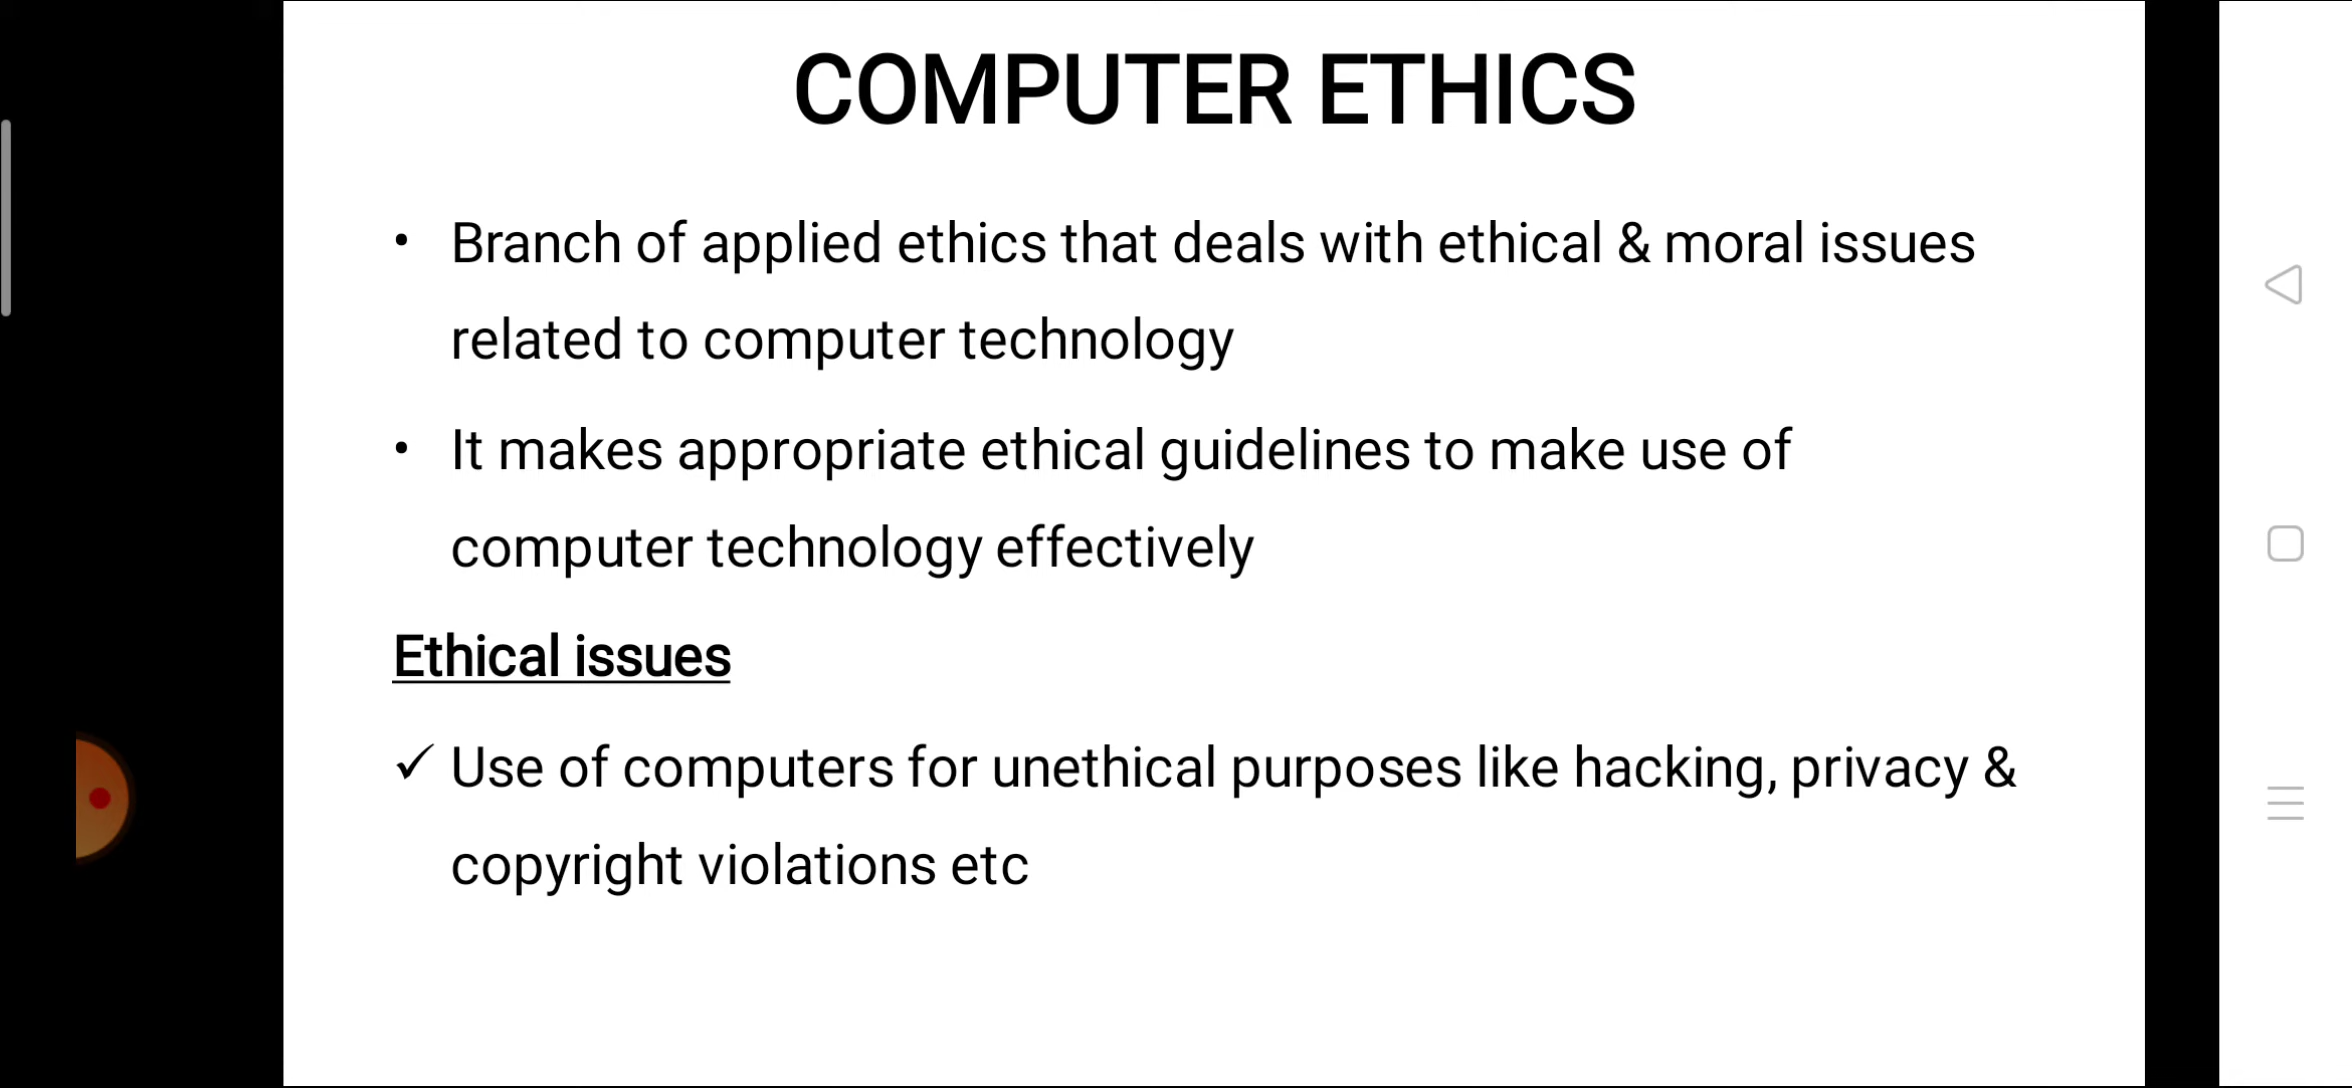 COMPUTER ETHICS
• Branch of applied ethics that deals with ethical & moral issues
related to computer technology
• It makes appropriate ethical guidelines to make use of
computer technology effectively
Ethical issues
✓ Use of computers for unethical purposes like hacking, privacy &
copyright violations etc